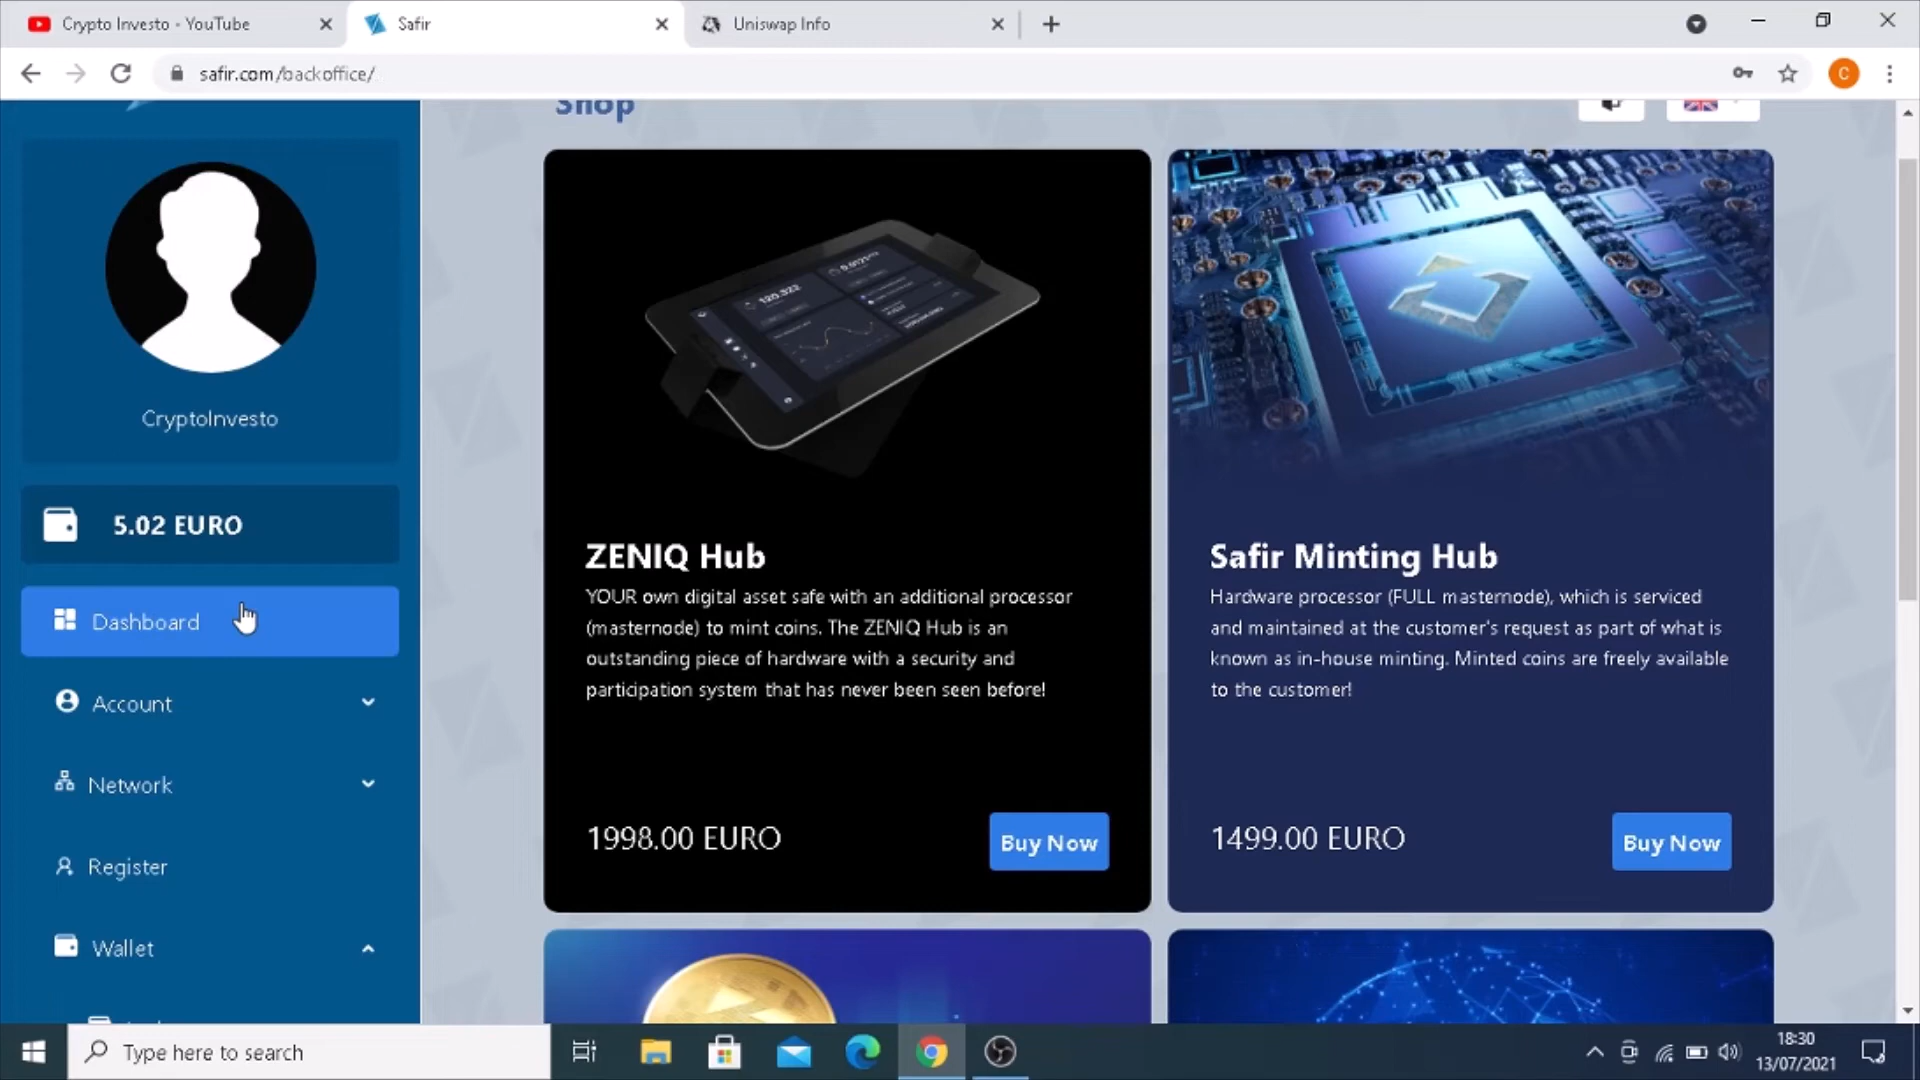 Crypto Investo - YouTube
Safir
Uniswap Info
safir.com/backoffice/
C
Shop
CryptoInvesto
5.02 EURO
Dashboard
Account
Network
Register
Wallet
120.322
ZENIQ Hub
YOUR own digital asset safe with an additional processor
(masternode) to mint coins. The ZENIQ Hub is an
outstanding piece of hardware with a security and
participation system that has never been seen before!
1998.00 EURO
Buy Now
Safir Minting Hub
Hardware processor (FULL masternode), which is serviced
and maintained at the customer's request as part of what is
known as in-house minting. Minted coins are freely available
to the customer!
1499.00 EURO
Buy Now
Type here to search
18:30
13/07/2021